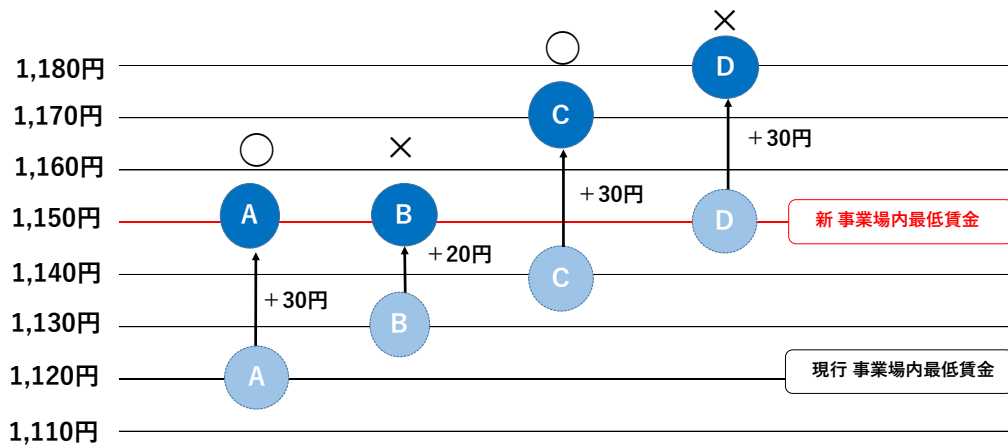 ×
○
1,180円
D
1,170円
C
＋30円
○
×
1,160円
＋30円
1,150円
A
B
D
新 事業場内最低賃金
＋20円
1,140円
C
＋30円
1,130円
B
1,120円
A
現行 事業場内最低賃金
1,110円